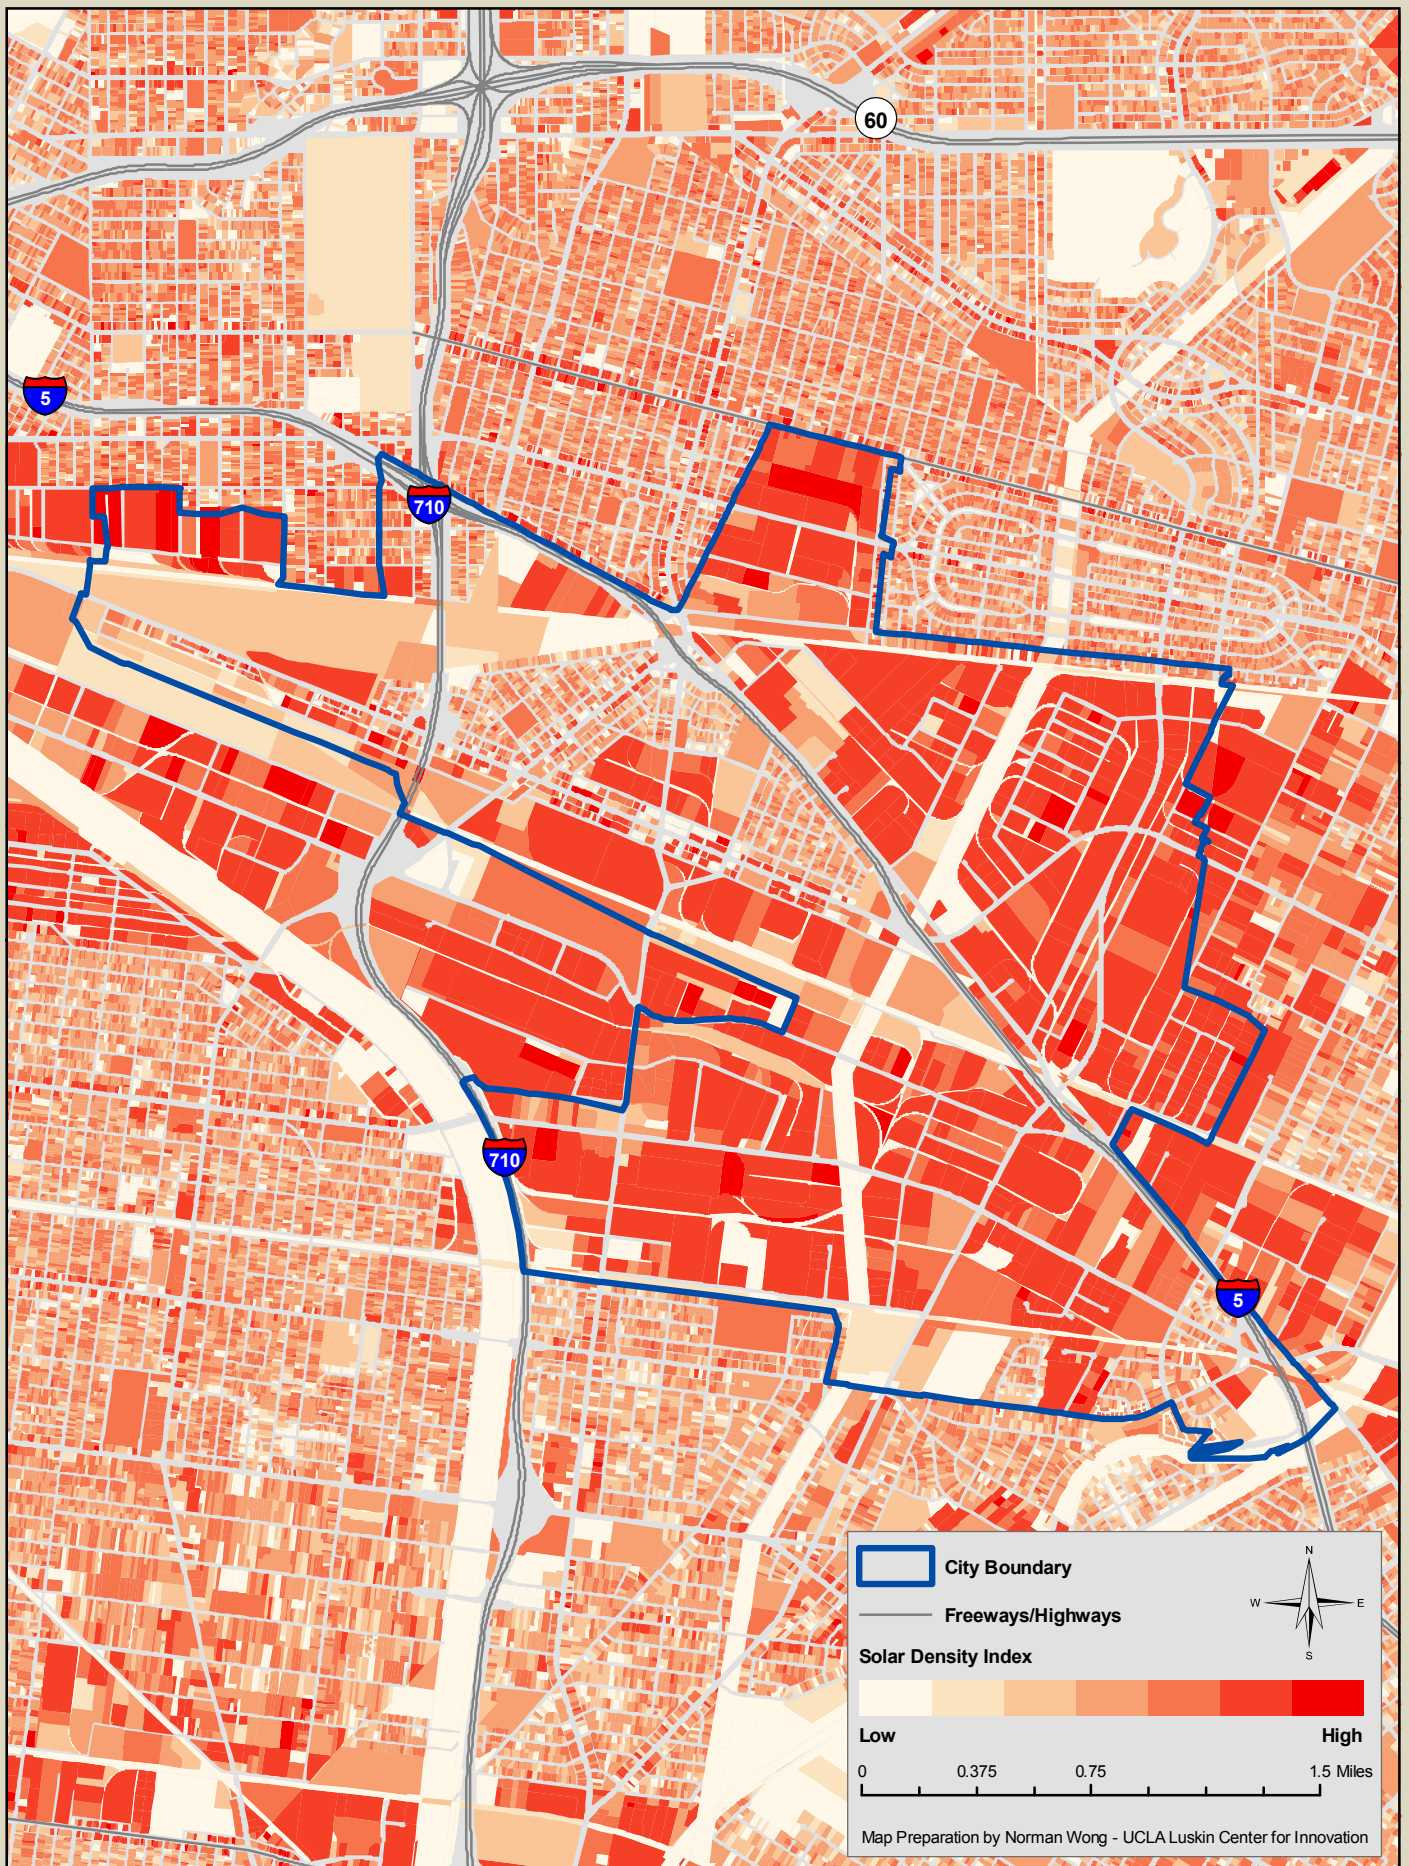 60
5
710
710
5
City Boundary
Freeways/Highways
N
W E
S
Solar Density Index
Low High
0 0.375 0.75 1.5 Miles
Map Preparation by Norman Wong - UCLA Luskin Center for Innovation